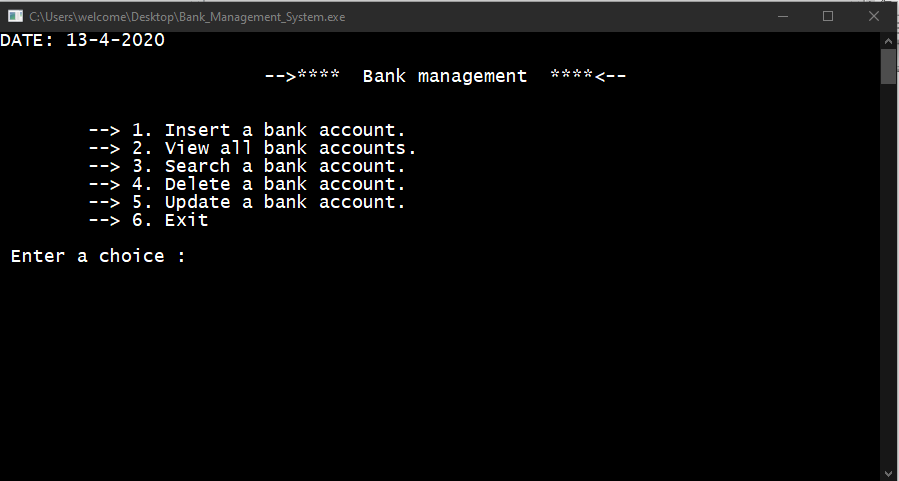 C:\Users\welcome\Desktop\Bank_Management_System.exe
DATE: 13-4-2020
-->**** Bank management ****<--
--> 1. Insert a bank account.
--> 2. View all bank accounts.
--> 3. Search a bank account.
--> 4. Delete a bank account.
--> 5. Update a bank account.
--> 6. Exit
Enter a choice :